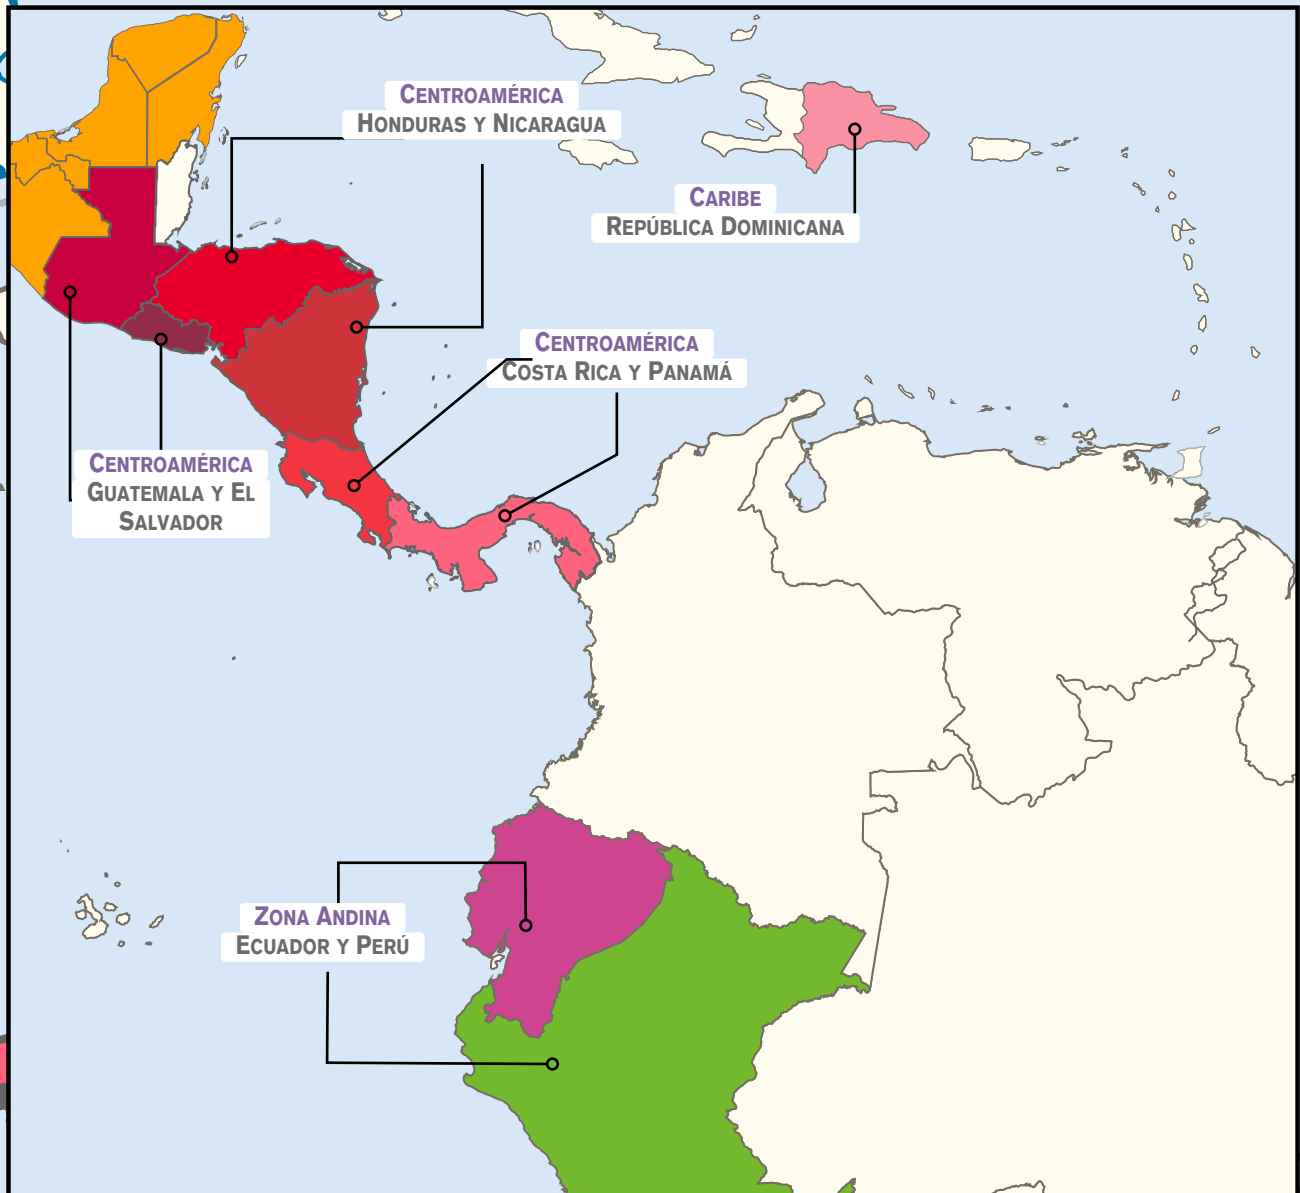 CENTROAMÉRICA
HONDURAS Y NICARAGUA
CARIBE
REPÚBLICA DOMINICANA
CENTROAMÉRICA
COSTA RICA Y PANAMÁ
CENTROAMÉRICA
GUATEMALA Y EL
SALVADOR
ZONA ANDINA
ECUADOR Y PERÚ